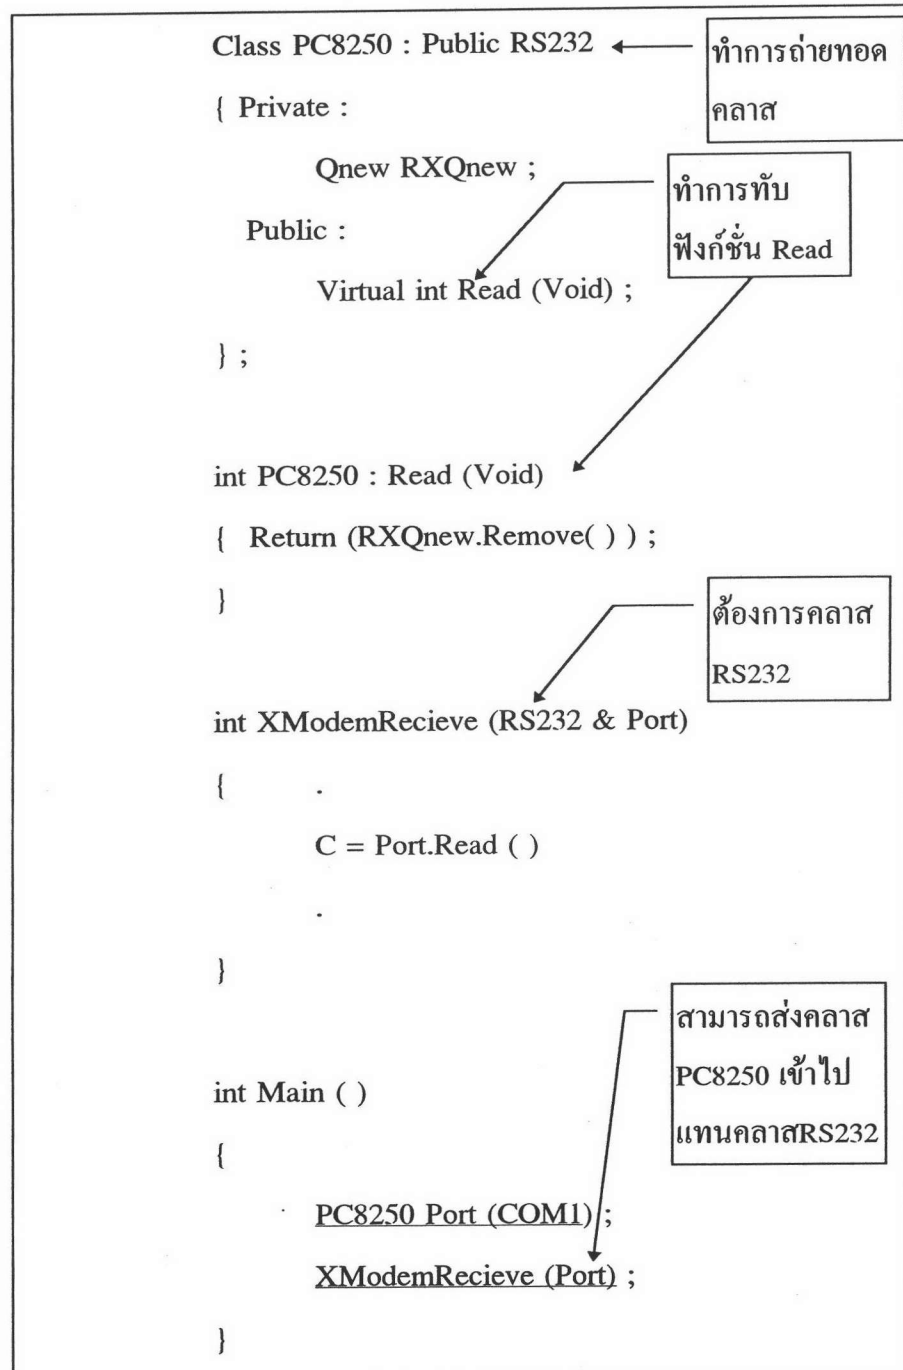 Class PC8250 : Public RS232
ทำการถ่ายทอด
คลาส
{ Private :
Qnew RXQnew ;
ทำการทับ
ฟังก์ชั่น Read
Public :
Virtual int Read (Void) ;
} ;
int PC8250 : Read (Void)
{ Return (RXQnew.Remove( ) ) ;
}
ต้องการคลาส
RS232
int XModemRecieve (RS232 & Port)
{ .
C = Port.Read ( )
.
}
สามารถส่งคลาส
PC8250 เข้าไป
แทนคลาสRS232
int Main ( )
{
PC8250 Port (COM1) ;
XModemRecieve (Port) ;
}